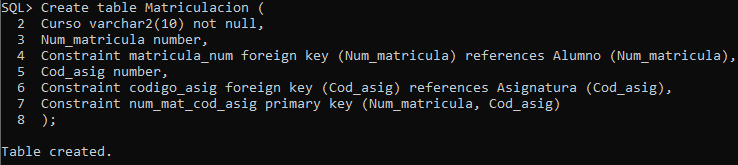 SQL> Create table Matriculacion (
  2  Curso varchar2(10) not null,
  3  Num_matricula number,
  4  Constraint matricula_num foreign key (Num_matricula) references Alumno (Num_matricula),
  5  Cod_asig number,
  6  Constraint codigo_asig foreign key (Cod_asig) references Asignatura (Cod_asig),
  7  Constraint num_mat_cod_asig primary key (Num_matricula, Cod_asig)
  8  );
Table created.